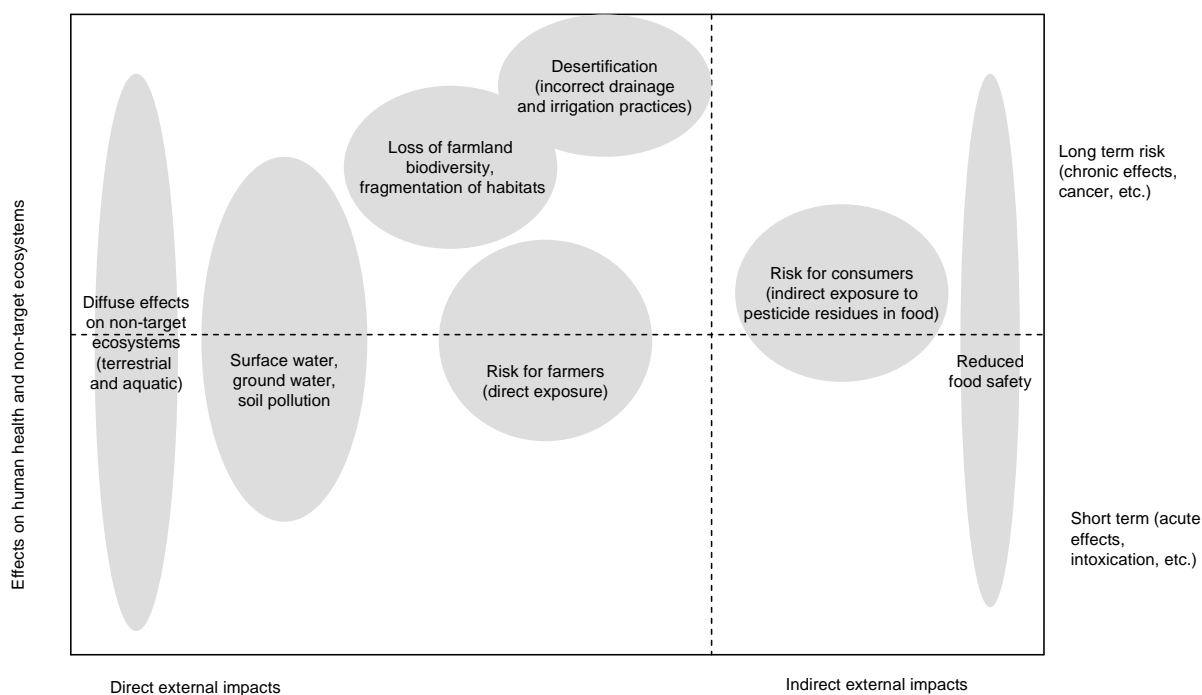 Effects on human health and non-target ecosystems
Desertification
(incorrect drainage
and irrigation practices)
Loss of farmland
biodiversity,
fragmentation of habitats
Long term risk
(chronic effects,
cancer, etc.)
Diffuse effects
on non-target
ecosystems
(terrestrial
and aquatic)
Surface water,
ground water,
soil pollution
Risk for farmers
(direct exposure)
Risk for consumers
(indirect exposure to
pesticide residues in food)
Reduced
food safety
Short term (acute
effects,
intoxication, etc.)
Direct external impacts
Indirect external impacts